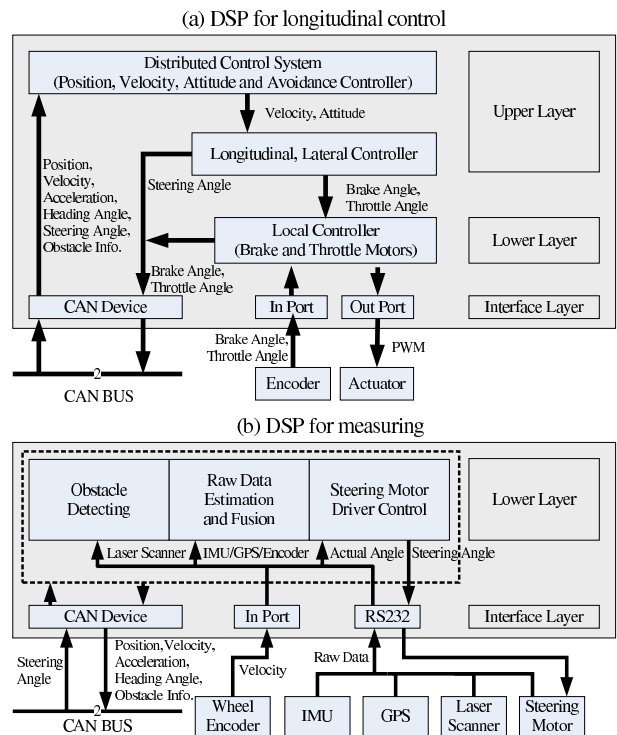 (a) DSP for longitudinal control
Distributed Control System
(Position, Velocity, Attitude and Avoidance Controller)
Upper Layer
Velocity, Attitude
Longitudinal, Lateral Controller
Position,
Velocity,
Acceleration,
Heading Angle,
Steering Angle,
Obstacle Info.
Steering Angle
Brake Angle,
Throttle Angle
Local Controller
(Brake and Throttle Motors)
Lower Layer
Brake Angle,
Throttle Angle
CAN Device
In Port
Out Port
Interface Layer
Brake Angle,
Throttle Angle
PWM
2
CAN BUS
Encoder
Actuator
(b) DSP for measuring
Obstacle
Detecting
Raw Data
Estimation
and Fusion
Steering Motor
Driver Control
Lower Layer
Laser Scanner
IMU/GPS/Encoder
Actual Angle
Steering Angle
CAN Device
In Port
RS232
Interface Layer
Steering
Angle
Position,Velocity,
Acceleration,
Heading Angle,
Obstacle Info.
Velocity
Raw Data
2
CAN BUS
Wheel
Encoder
IMU
GPS
Laser
Scanner
Steering
Motor